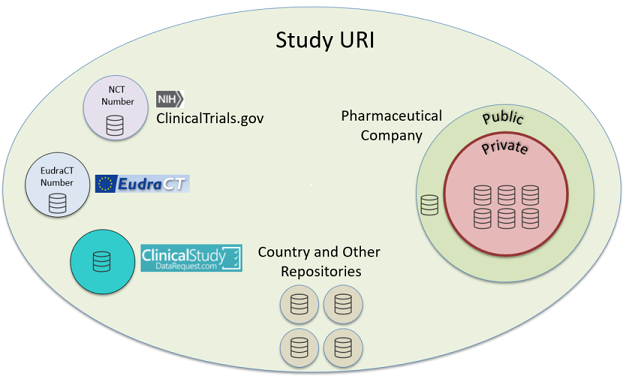 Study URI
NCT
Number
NIH
ClinicalTrials.gov
Pharmaceutical
Company
Public
Private
EudraCT
Number
EudraCT
ClinicalStudy
DataRequest.com
Country and Other
Repositories